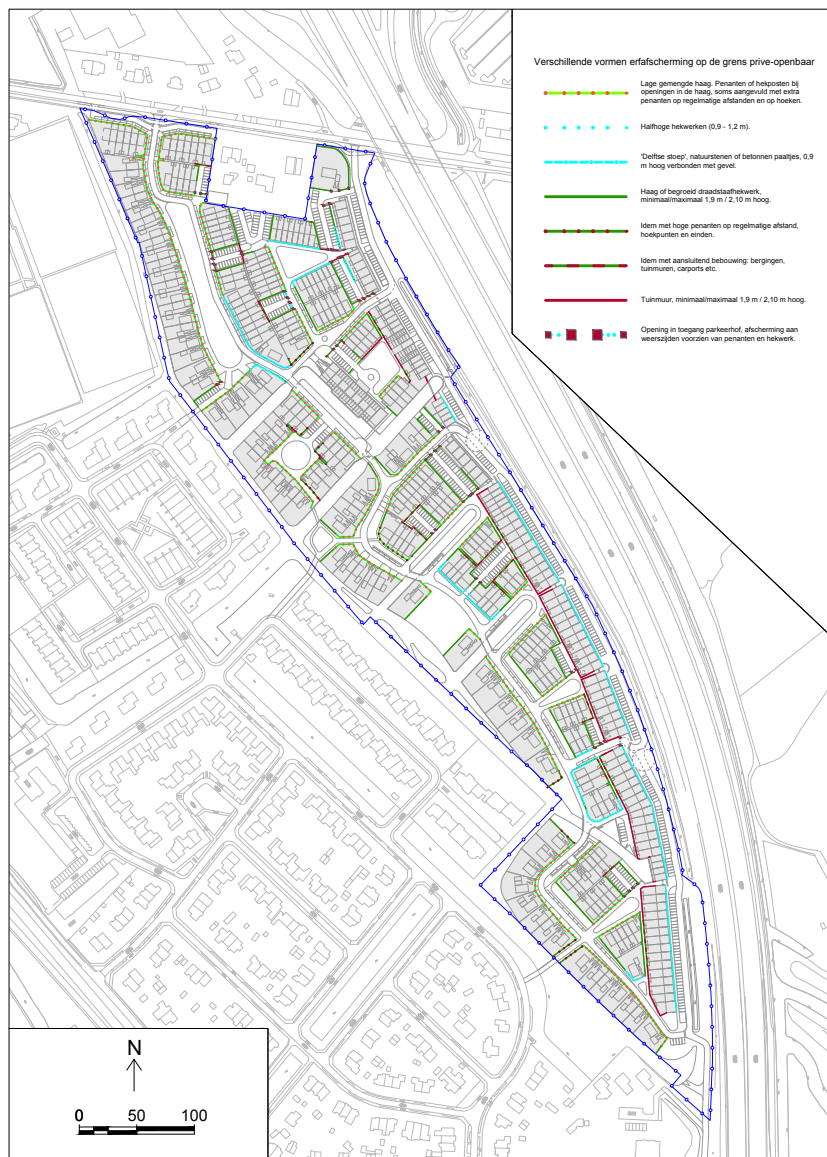 Verschillende vormen erfafscherming op de grens prive-openbaar
Lage gemengde haag. Penanten of hekposten bij
openingen in de haag, soms aangevuld met extra
penanten op regelmatige afstanden en op hoeken.
Halfhoge hekwerken (0,9 - 1,2 m).
'Delftse stoep', natuurstenen of betonnen paaltjes, 0,9
m hoog verbonden met gevel.
Haag of begroeid draadstaafhekwerk,
minimaal/maximaal 1,9 m / 2,10 m hoog.
Idem met hoge penanten op regelmatige afstand,
hoekpunten en einden.
Idem met aansluitend bebouwing: bergingen,
tuinmuren, carports etc.
Tuinmuur, minimaal/maximaal 1,9 m / 2,10 m hoog.
Opening in toegang parkeerhof, afscherming aan
weerszijden voorzien van penanten en hekwerk.
Sp
N
0 50 100